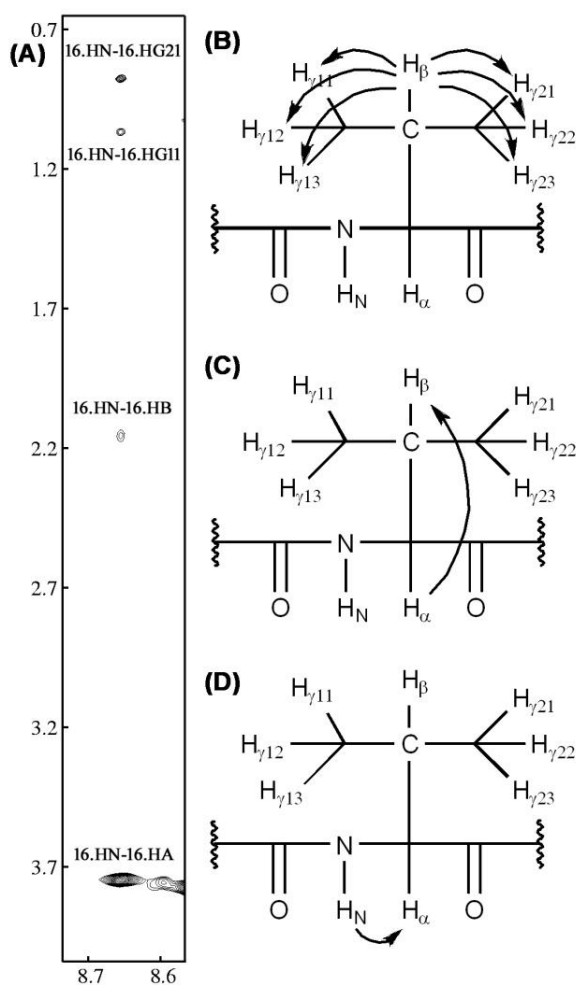 0.7
(A)
16.HN-16.HG21
16.HN-16.HG11
1.2
1.7
16.HN-16.HB
2.2
2.7
3.2
16.HN-16.HA
3.7
8.7 8.6
(B)
Hβ
Hγ11 Hγ21
Hγ12 C Hγ22
Hγ13 Hγ23
N
O HN Hα O
(C)
Hβ
Hγ11 Hγ21
Hγ12 C Hγ22
Hγ13 Hγ23
N
O HN Hα O
(D)
Hβ
Hγ11 Hγ21
Hγ12 C Hγ22
Hγ13 Hγ23
N
O HN Hα O